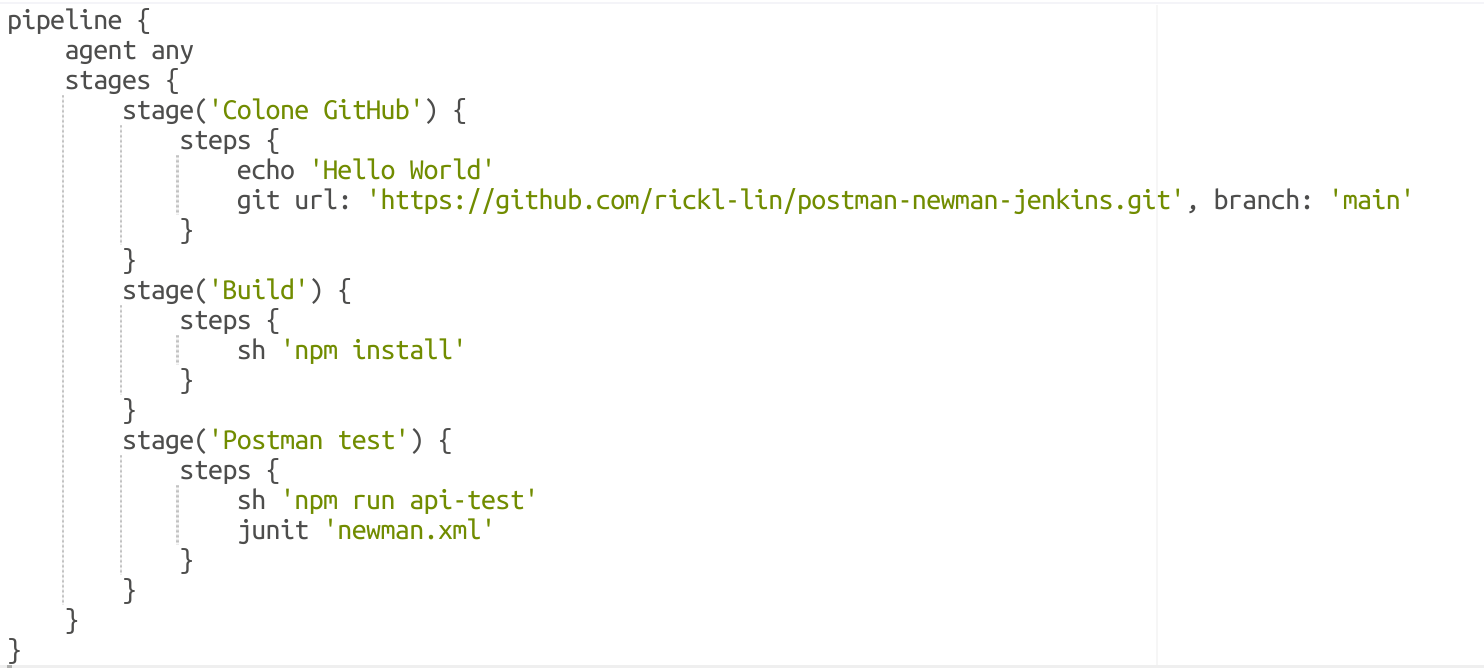 pipeline {
    agent any
    stages {
        stage('Colone GitHub') {
            steps {
                echo 'Hello World'
                git url: 'https://github.com/rickl-lin/postman-newman-jenkins.git', branch: 'main'
            }
        }
        stage('Build') {
            steps {
                sh 'npm install'
            }
        }
        stage('Postman test') {
            steps {
                sh 'npm run api-test'
                junit 'newman.xml'
            }
        }
    }
}